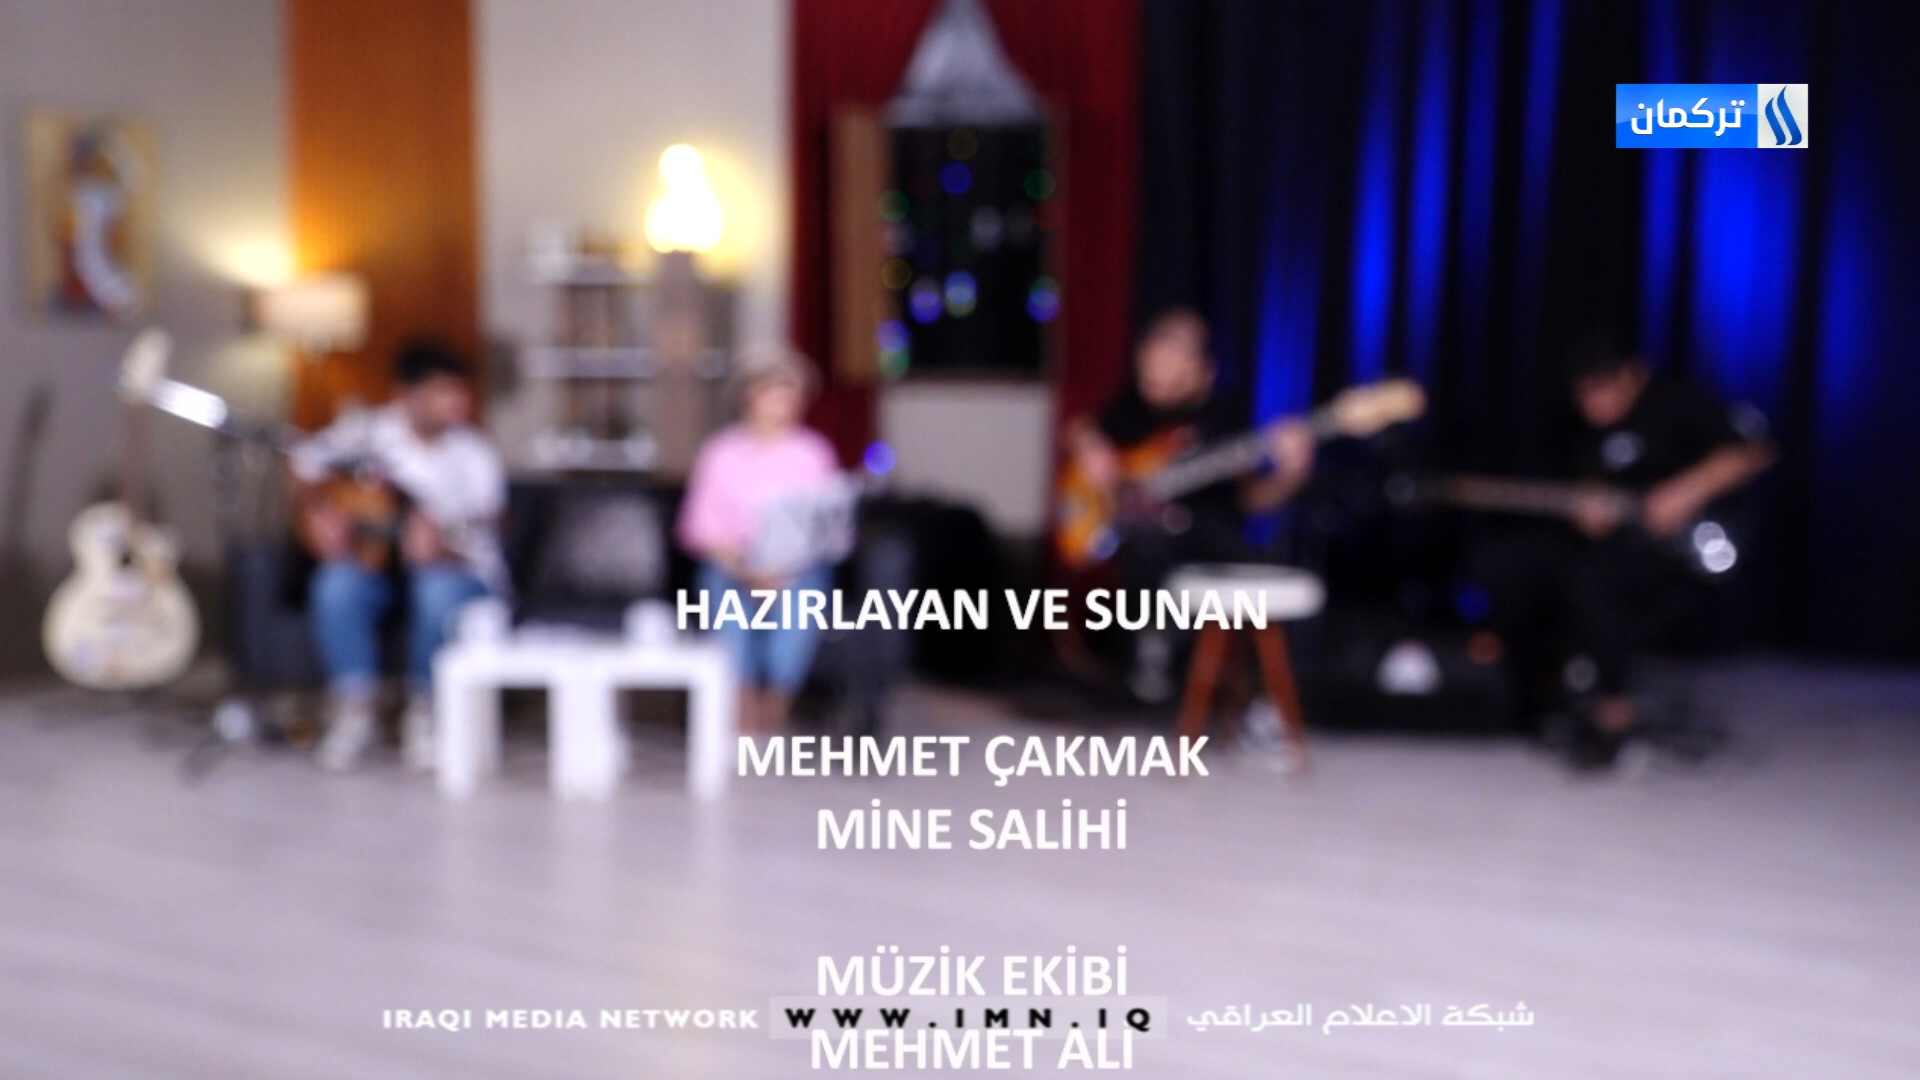 تركمان
HAZIRLAYAN VE SUNAN
MEHMET ÇAKMAK
MİNE SALİHİ
MÜZİK EKİBİ
IRAQI MEDIA NETWORK WWW.IMN.IQ شبكة الاعلام العراقي
MEHMET ALİ